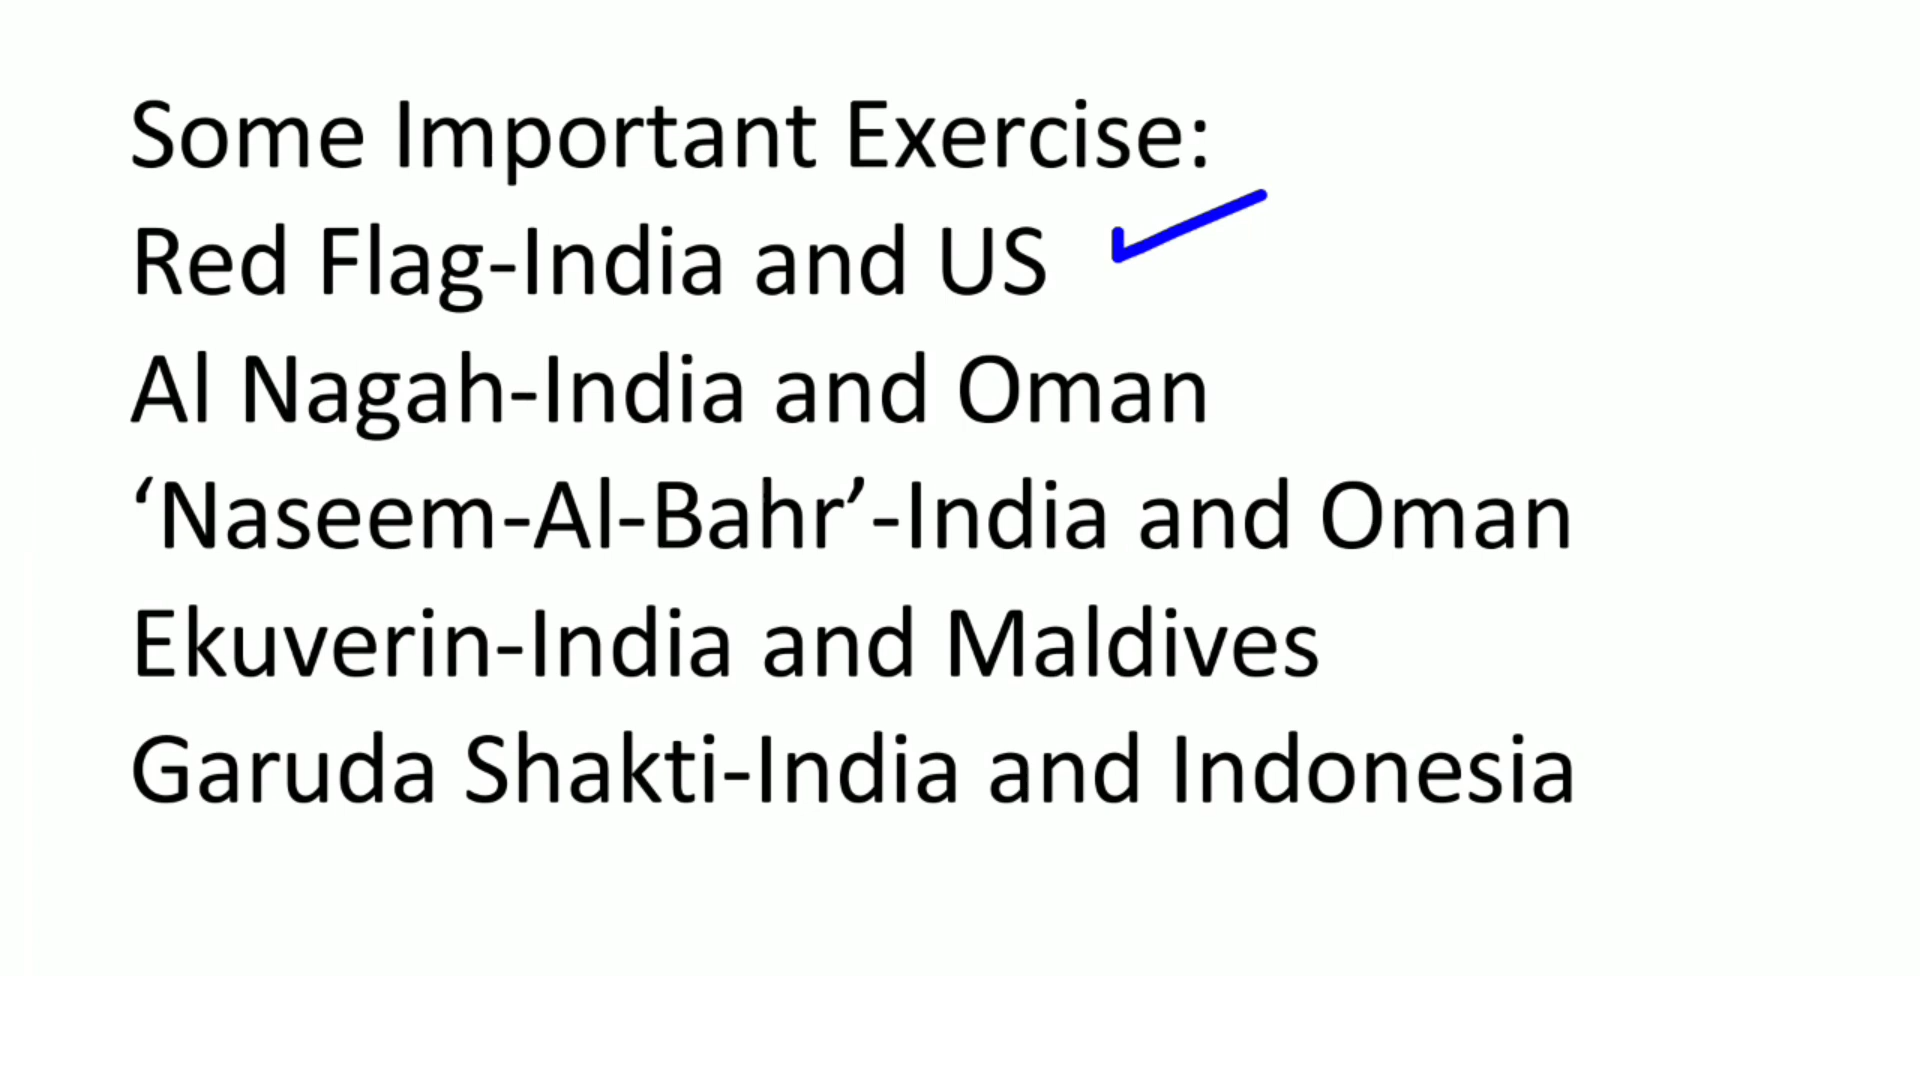 Some Important Exercise:
Red Flag-India and US
Al Nagah-India and Oman
‘Naseem-Al-Bahr’-India and Oman
Ekuverin-India and Maldives
Garuda Shakti-India and Indonesia